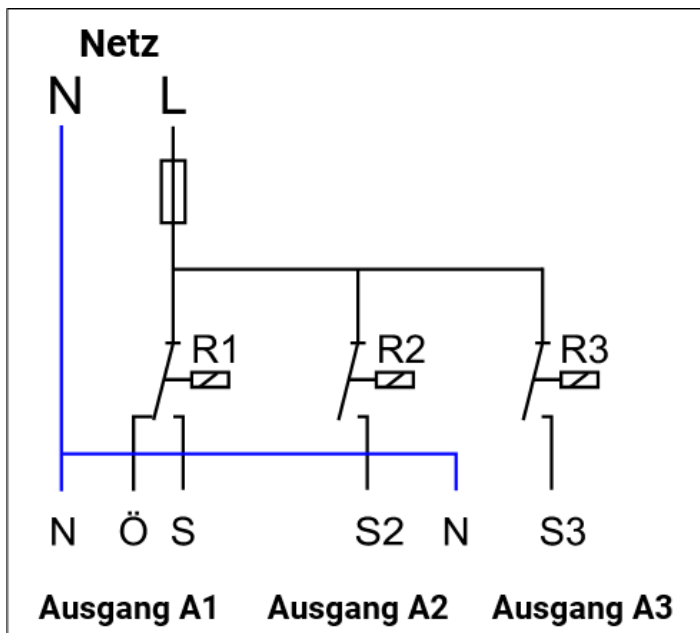 Netz
N L
R1 R2 R3
N Ö S S2 N S3
Ausgang A1 Ausgang A2 Ausgang A3